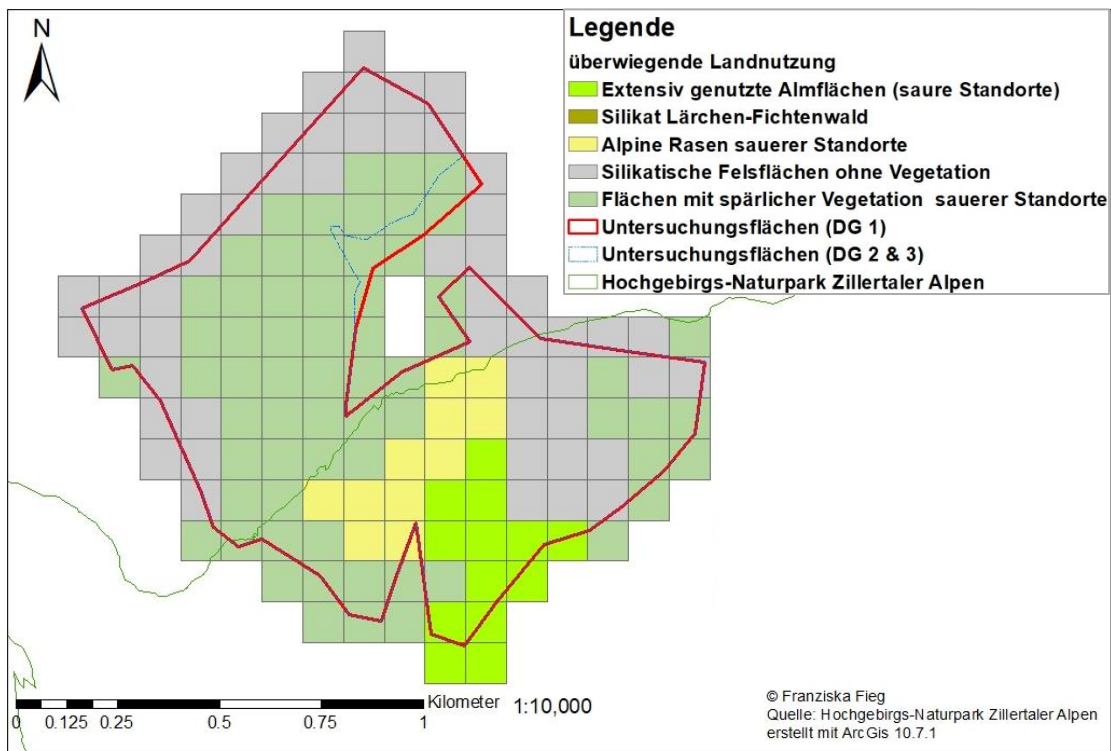 N
Legende
überwiegende Landnutzung
Extensiv genutzte Almflächen (saure Standorte)
Silikat Lärchen-Fichtenwald
Alpine Rasen sauerer Standorte
Silikatische Felsflächen ohne Vegetation
Flächen mit spärlicher Vegetation sauerer Standorte
Untersuchungsflächen (DG 1)
Untersuchungsflächen (DG 2 & 3)
Hochgebirgs-Naturpark Zillertaler Alpen
Kilometer 1:10,000
0 0.125 0.25 0.5 0.75 1
© Franziska Fieg
Quelle: Hochgebirgs-Naturpark Zillertaler Alpen
erstellt mit ArcGis 10.7.1